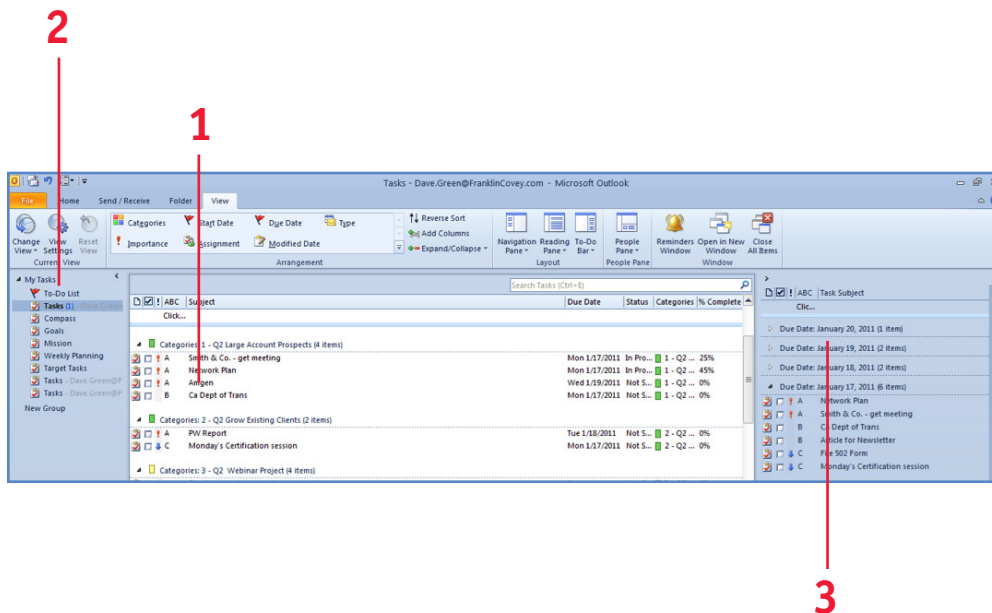 2
1
Tasks - Dave.Green@FranklinCovey.com - Microsoft Outlook
File Home Send / Receive Folder View
Categories Start Date Due Date Type
Importance Assignment Modified Date
Reverse Sort
Add Columns
Expand/Collapse
Change View View Settings Reset View
Navigation Pane Reading Pane To-Do Bar People Pane Reminders Window Open in New Window Close All Items
Current View Arrangement Layout People Pane Window
My Tasks
To-Do List
Tasks (1) - Dave.Green
Compass
Goals
Mission
Weekly Planning
Target Tasks
Tasks - Dave.Green@F
Tasks - Dave.Green@F
New Group
Search Tasks (Ctrl+E)
! ABC Subject Due Date Status Categories % Complete
Click...
Categories: 1 - Q2 Large Account Prospects (4 items)
! A Smith & Co. - get meeting Mon 1/17/2011 In Pro... 1 - Q2 ... 25%
! A Network Plan Mon 1/17/2011 In Pro... 1 - Q2 ... 45%
! A Wed 1/19/2011 Not S... 1 - Q2 ... 0%
B Ca Dept of Trans Mon 1/17/2011 Not S... 1 - Q2 ... 0%
Categories: 2 - Q2 Grow Existing Clients (2 items)
! A PW Report Tue 1/18/2011 Not S... 2 - Q2 ... 0%
C Monday's Certification session Mon 1/17/2011 Not S... 2 - Q2 ... 0%
Categories: 3 - Q2 Webinar Project (4 items)
! ABC Task Subject
Clic...
Due Date: January 20, 2011 (1 item)
Due Date: January 19, 2011 (2 items)
Due Date: January 18, 2011 (2 items)
Due Date: January 17, 2011 (6 items)
! A Network Plan
! A Smith & Co. - get meeting
B Ca Dept of Trans
B Article for Newsletter
C File 502 Form
C Monday's Certification session
3